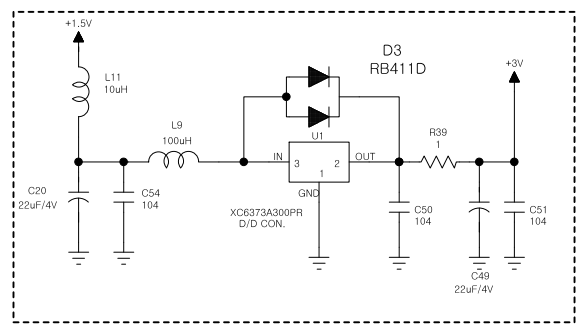 +1.5V
D3
RB411D
+3V
L11
10uH
L9
100uH
U1
R39
1
IN
3
2
OUT
1
GND
C20
22uF/4V
C54
104
XC6373A300PR
D/D CON.
C50
104
C51
104
C49
22uF/4V